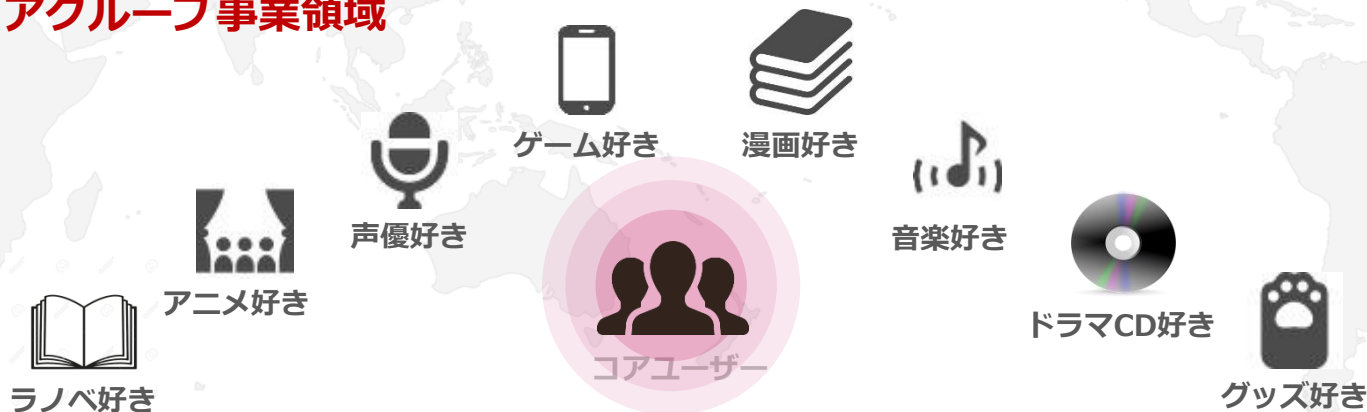 アグループ事業領域
ゲーム好き
漫画好き
声優好き
音楽好き
アニメ好き
ドラマCD好き
コアユーザー
ラノベ好き
グッズ好き